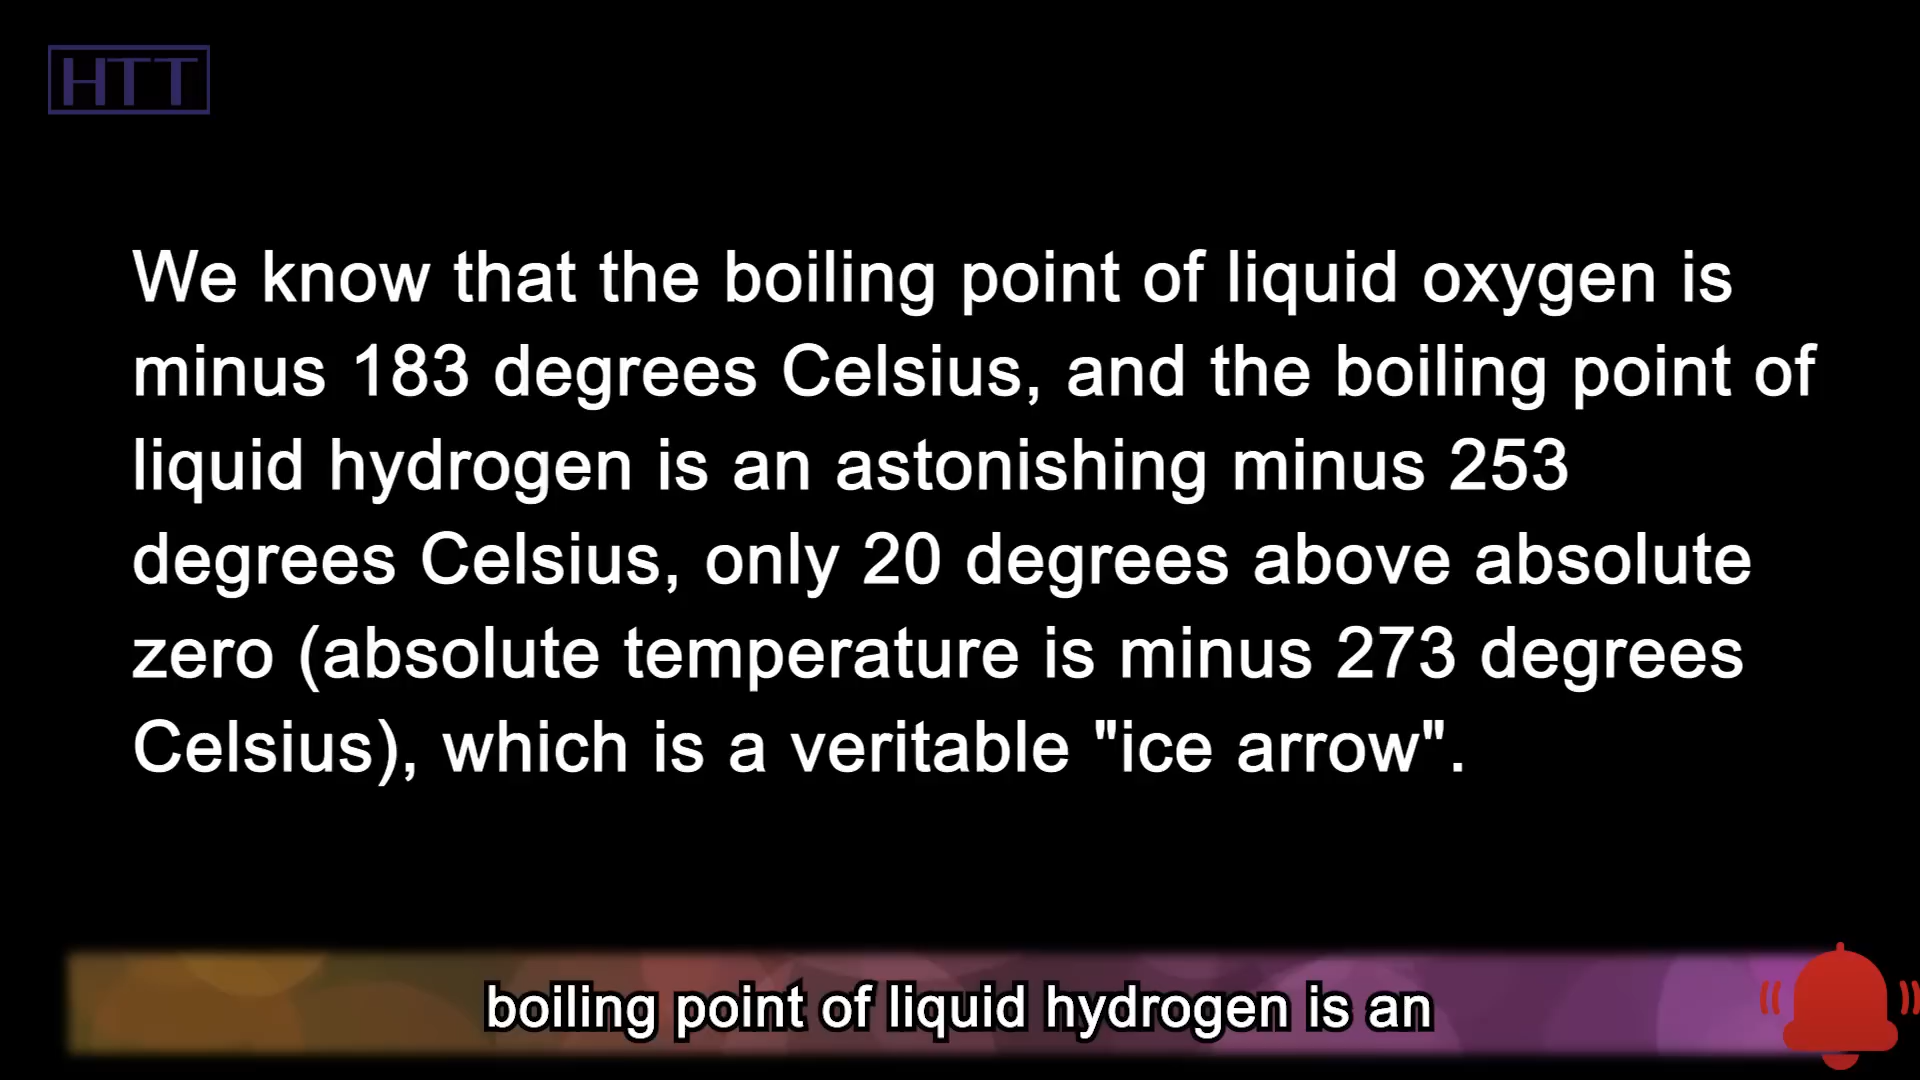 HTT
We know that the boiling point of liquid oxygen is
minus 183 degrees Celsius, and the boiling point of
liquid hydrogen is an astonishing minus 253
degrees Celsius, only 20 degrees above absolute
zero (absolute temperature is minus 273 degrees
Celsius), which is a veritable "ice arrow".
boiling point of liquid hydrogen is an